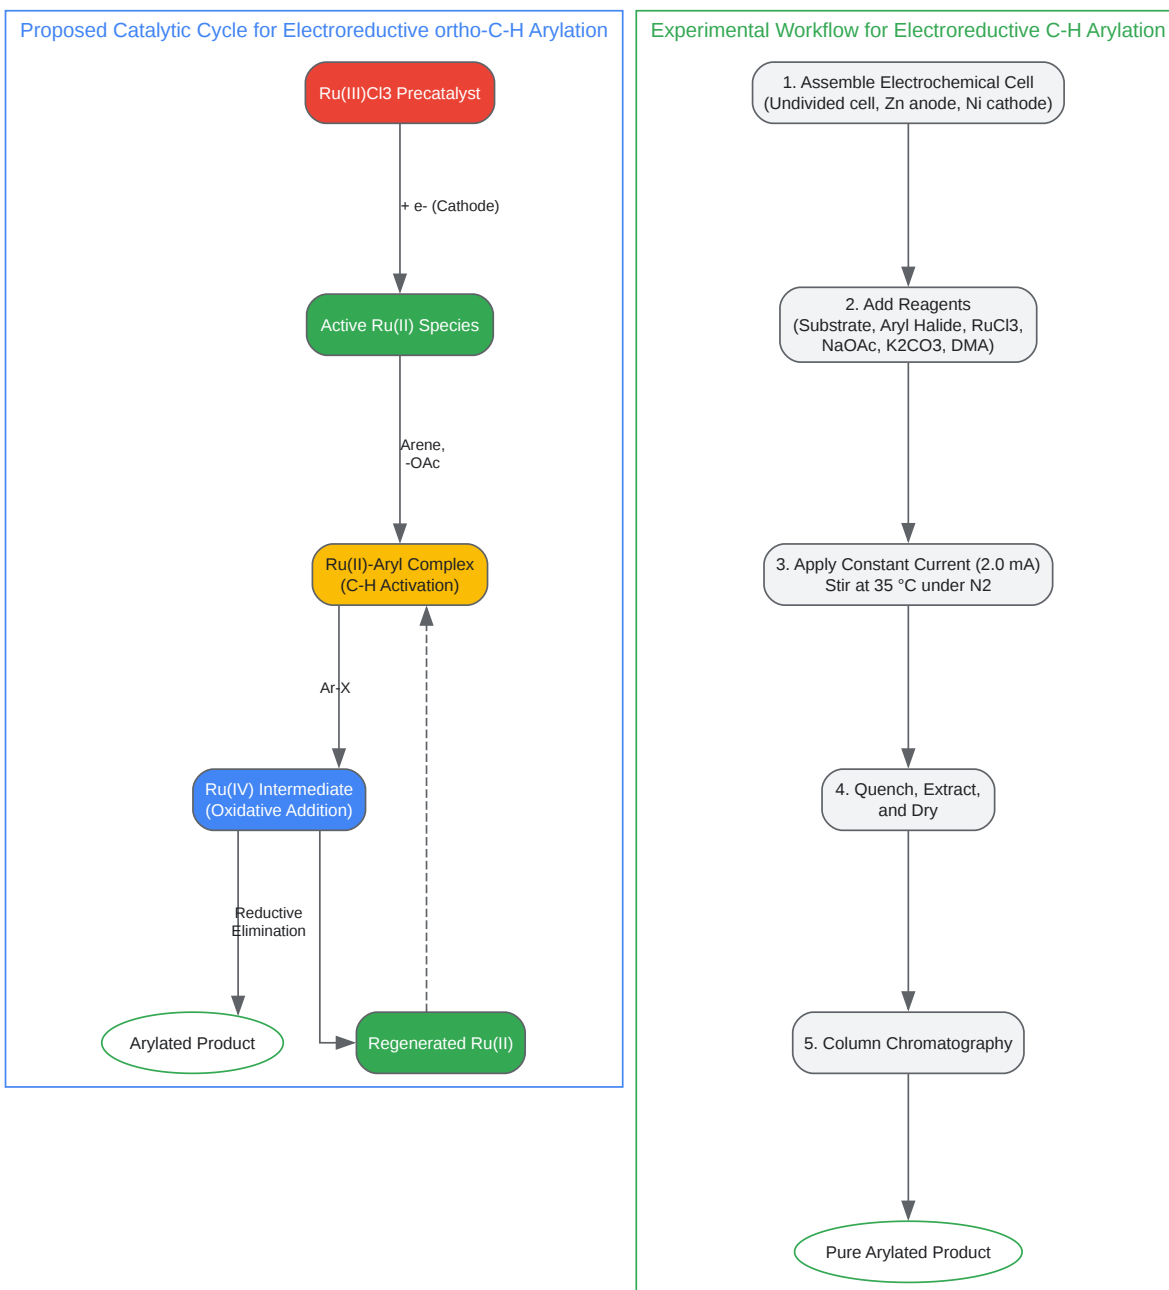 Proposed Catalytic Cycle for Electroreductive ortho-C-H Arylation
Ru(III)Cl3 Precatalyst
+ e- (Cathode)
Active Ru(II) Species
Arene,
-OAc
Ru(II)-Aryl Complex
(C-H Activation)
Ar-X
Ru(IV) Intermediate
(Oxidative Addition)
Reductive
Elimination
Arylated Product
Regenerated Ru(II)
Experimental Workflow for Electroreductive C-H Arylation
1. Assemble Electrochemical Cell
(Undivided cell, Zn anode, Ni cathode)
2. Add Reagents
(Substrate, Aryl Halide, RuCl3,
NaOAc, K2CO3, DMA)
3. Apply Constant Current (2.0 mA)
Stir at 35 °C under N2
4. Quench, Extract,
and Dry
5. Column Chromatography
Pure Arylated Product